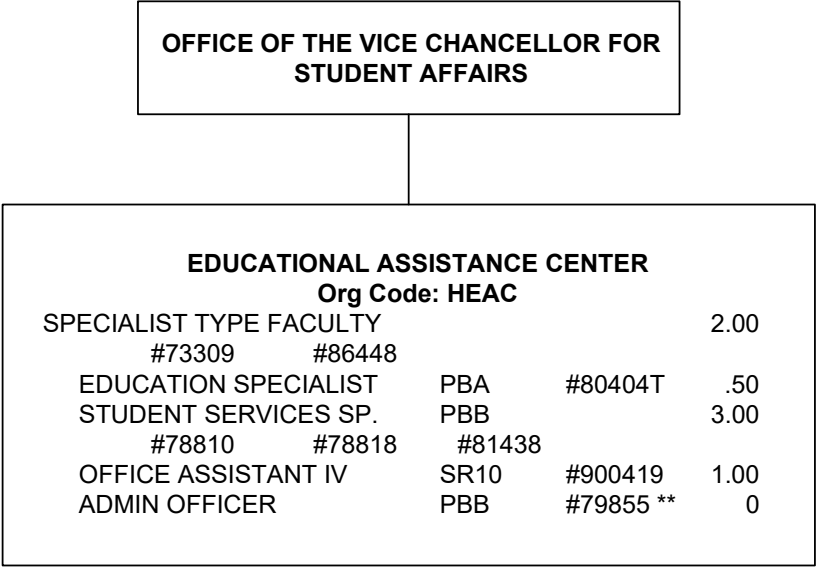 OFFICE OF THE VICE CHANCELLOR FOR
STUDENT AFFAIRS
EDUCATIONAL ASSISTANCE CENTER
Org Code: HEAC
SPECIALIST TYPE FACULTY 2.00
#73309 #86448
EDUCATION SPECIALIST PBA #80404T .50
STUDENT SERVICES SP. PBB 3.00
#78810 #78818 #81438
OFFICE ASSISTANT IV SR10 #900419 1.00
ADMIN OFFICER PBB #79855 ** 0